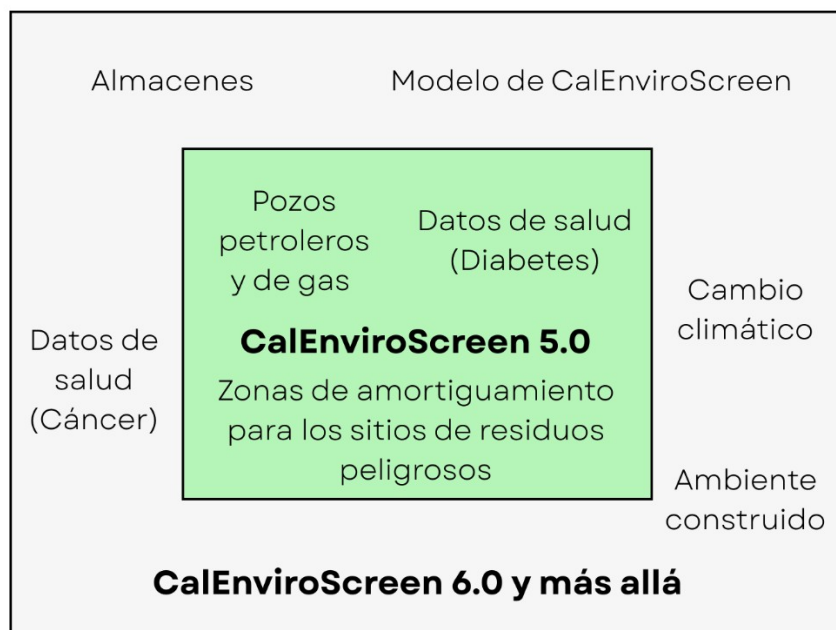 Almacenes
Modelo de CalEnviroScreen
Pozos
petroleros
y de gas
Datos de salud
(Diabetes)
CalEnviroScreen 5.0
Zonas de amortiguamiento
para los sitios de residuos
peligrosos
Datos de
salud
(Cáncer)
Cambio
climático
Ambiente
construido
CalEnviroScreen 6.0 y más allá